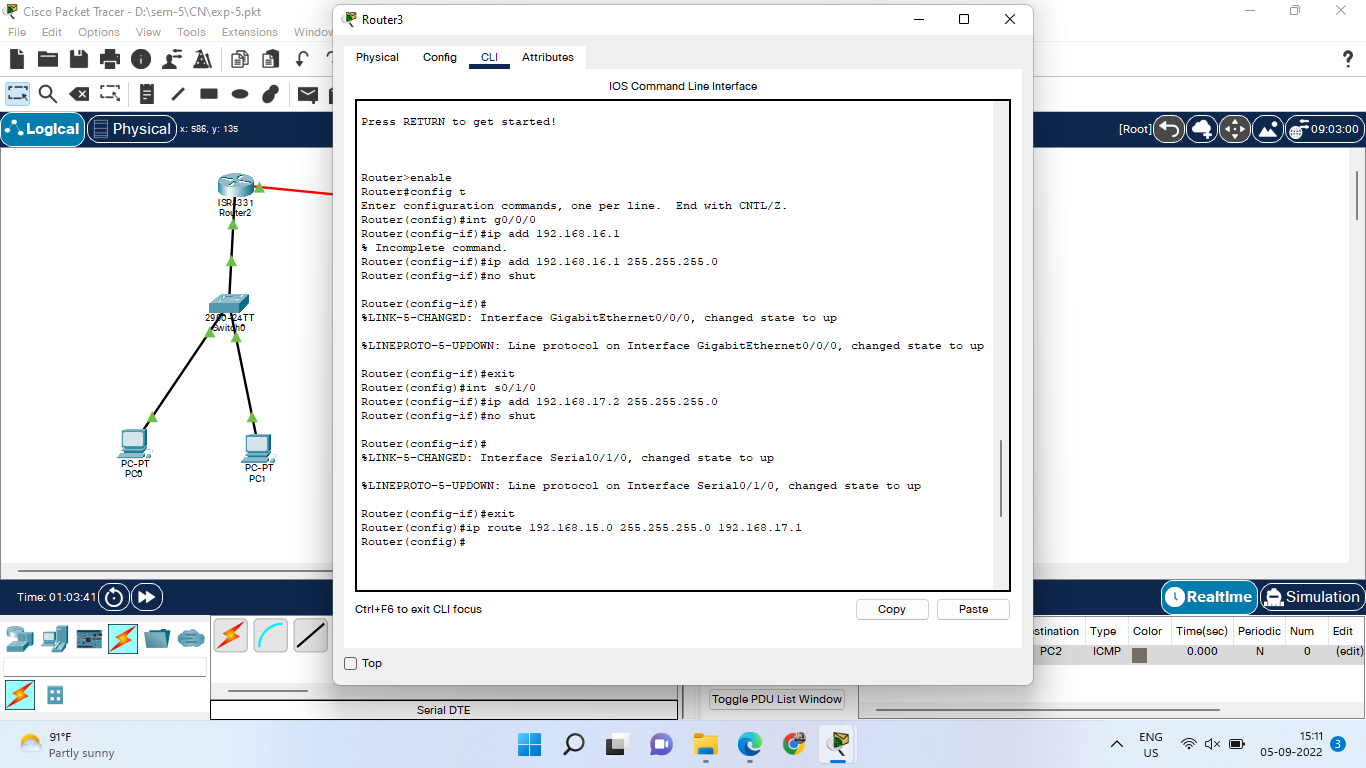 Cisco Packet Tracer - D:\sem-5\CN\exp-5.pkt
File Edit Options View Tools Extensions Window
Logical
Physical
x: 586, y: 135
[Root]
09:03:00
ISR4331
Router2
2960-24TT
Switch0
PC-PT
PC0
PC-PT
PC1
Router3
Physical Config CLI Attributes
IOS Command Line Interface
Press RETURN to get started!
Router>enable
Router#config t
Enter configuration commands, one per line. End with CNTL/Z.
Router(config)#int g0/0/0
Router(config-if)#ip add 192.168.16.1
% Incomplete command.
Router(config-if)#ip add 192.168.16.1 255.255.255.0
Router(config-if)#no shut
Router(config-if)#
%LINK-5-CHANGED: Interface GigabitEthernet0/0/0, changed state to up
%LINEPROTO-5-UPDOWN: Line protocol on Interface GigabitEthernet0/0/0, changed state to up
Router(config-if)#exit
Router(config)#int s0/1/0
Router(config-if)#ip add 192.168.17.2 255.255.255.0
Router(config-if)#no shut
Router(config-if)#
%LINK-5-CHANGED: Interface Serial0/1/0, changed state to up
%LINEPROTO-5-UPDOWN: Line protocol on Interface Serial0/1/0, changed state to up
Router(config-if)#exit
Router(config)#ip route 192.168.15.0 255.255.255.0 192.168.17.1
Router(config)#
Ctrl+F6 to exit CLI focus
Copy
Paste
Top
Time: 01:03:41
Realtime
Simulation
stination Type Color Time(sec) Periodic Num Edit
PC2 ICMP 0.000 N 0 (edit)
Toggle PDU List Window
Serial DTE
91°F
Partly sunny
ENG
US
15:11
05-09-2022
3